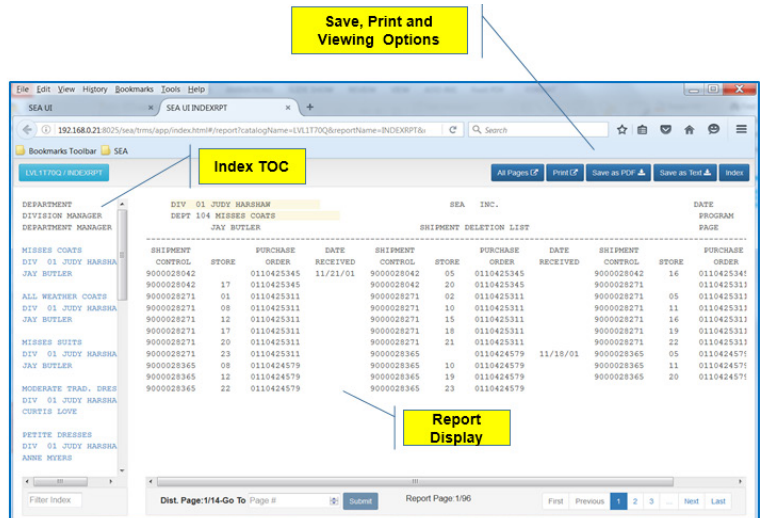 Save, Print and
Viewing Options
File Edit View History Bookmarks Tools Help
SEA UI × SEA UI INDEXRPT × +
192.168.0.21:8025/sea/trms/app/index.html#/report?catalogName=LVL1T70Q&reportName=INDEXRPT& Search
Bookmarks Toolbar SEA
Index TOC
LVL1T70Q / INDEXRPT All Pages Print Save as PDF Save as Text Index
DEPARTMENT
DIVISION MANAGER
DEPARTMENT MANAGER
MISSES COATS
DIV 01 JUDY HARSHA
JAY BUTLER
ALL WEATHER COATS
DIV 01 JUDY HARSHA
JAY BUTLER
MISSES SUITS
DIV 01 JUDY HARSHA
JAY BUTLER
MODERATE TRAD. DRES
DIV 01 JUDY HARSHA
CURTIS LOVE
PETITE DRESSES
DIV 01 JUDY HARSHA
ANNE MYERS
Filter Index
DIV 01 JUDY HARSHAW SEA INC. DATE
DEPT 104 MISSES COATS PROGRAM
JAY BUTLER SHIPMENT DELETION LIST PAGE
SHIPMENT PURCHASE DATE SHIPMENT PURCHASE DATE SHIPMENT PURCHASE
CONTROL STORE ORDER RECEIVED CONTROL STORE ORDER RECEIVED CONTROL STORE ORDER
9000028042 0110425345 11/21/01 9000028042 05 0110425345 9000028042 16 011042534
9000028042 17 0110425345 9000028042 20 0110425345 9000028271 011042531
9000028271 01 0110425311 9000028271 02 0110425311 9000028271 05 011042531
9000028271 08 0110425311 9000028271 10 0110425311 9000028271 11 011042531
9000028271 12 0110425311 9000028271 15 0110425311 9000028271 16 011042531
9000028271 17 0110425311 9000028271 18 0110425311 9000028271 19 011042531
9000028271 20 0110425311 9000028271 21 0110425311 9000028271 22 011042531
9000028271 23 0110425311 9000028365 0110424579 11/18/01 9000028365 05 011042457
9000028365 08 0110424579 9000028365 10 0110424579 9000028365 11 011042457
9000028365 12 0110424579 9000028365 19 0110424579 9000028365 20 011042457
9000028365 22 0110424579 9000028365 23 0110424579
Report
Display
Dist. Page:1/14-Go To Page # Submit Report Page:1/96 First Previous 1 2 3 ... Next Last